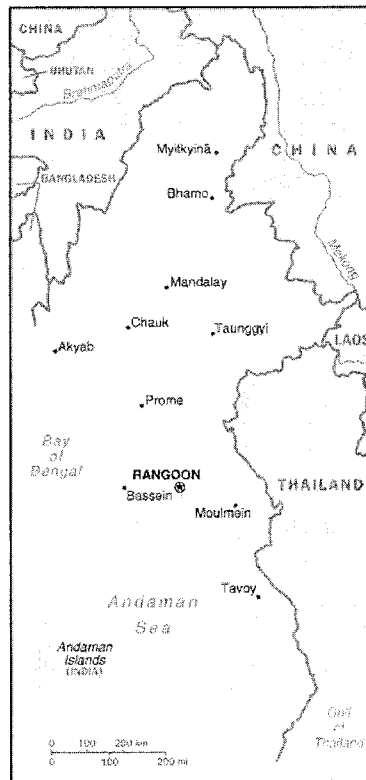 CHINA
BHUTAN
Brahmaputra
INDIA
CHINA
Myitkyinā
BANGLADESH
Bhamo
Mekong
Mandalay
Chauk
Taunggyi
LAOS
Akyab
Prome
Bay
of
Bengal
RANGOON
THAILAND
Bassein
Moulmein
Tavoy
Andaman
Sea
Andaman
Islands
(INDIA)
Gulf
of
Thailand
0 100 200 km
0 100 200 mi